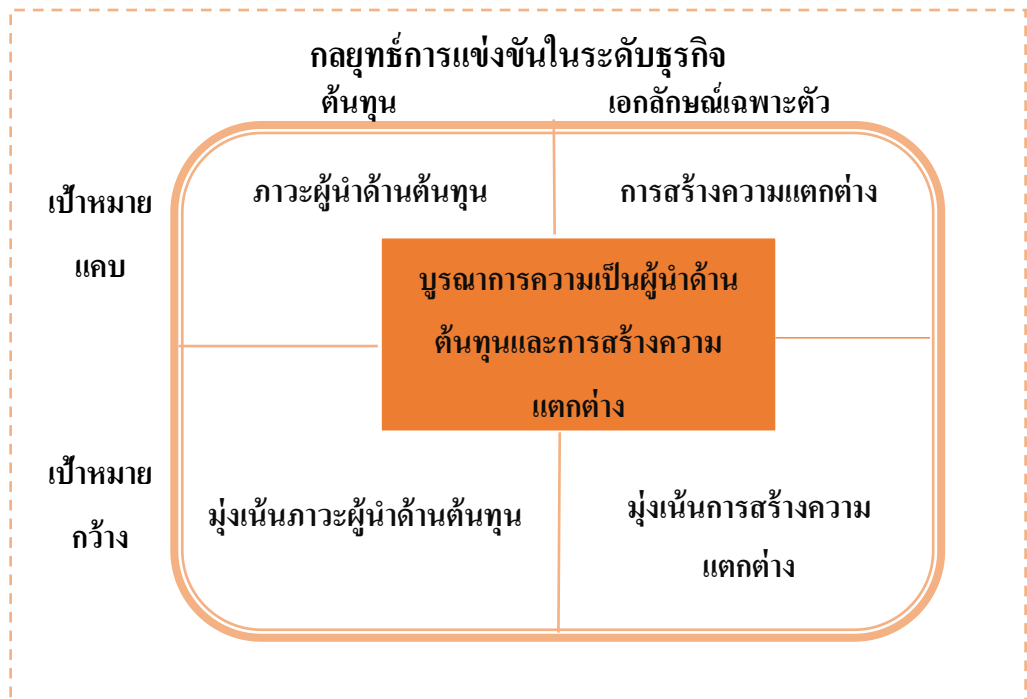 กลยุทธ์การแข่งขันในระดับธุรกิจ
ต้นทุน
เอกลักษณ์เฉพาะตัว
เป้าหมาย
แคบ
ภาวะผู้นำด้านต้นทุน
การสร้างความแตกต่าง
บูรณาการความเป็นผู้นำด้าน
ต้นทุนและการสร้างความ
แตกต่าง
เป้าหมาย
กว้าง
มุ่งเน้นภาวะผู้นำด้านต้นทุน
มุ่งเน้นการสร้างความ
แตกต่าง